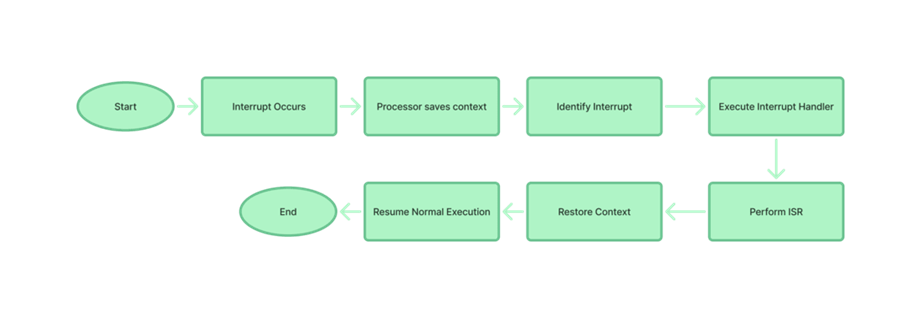 Start
Interrupt Occurs
Processor saves context
Identify Interrupt
Execute Interrupt Handler
Perform ISR
Restore Context
Resume Normal Execution
End